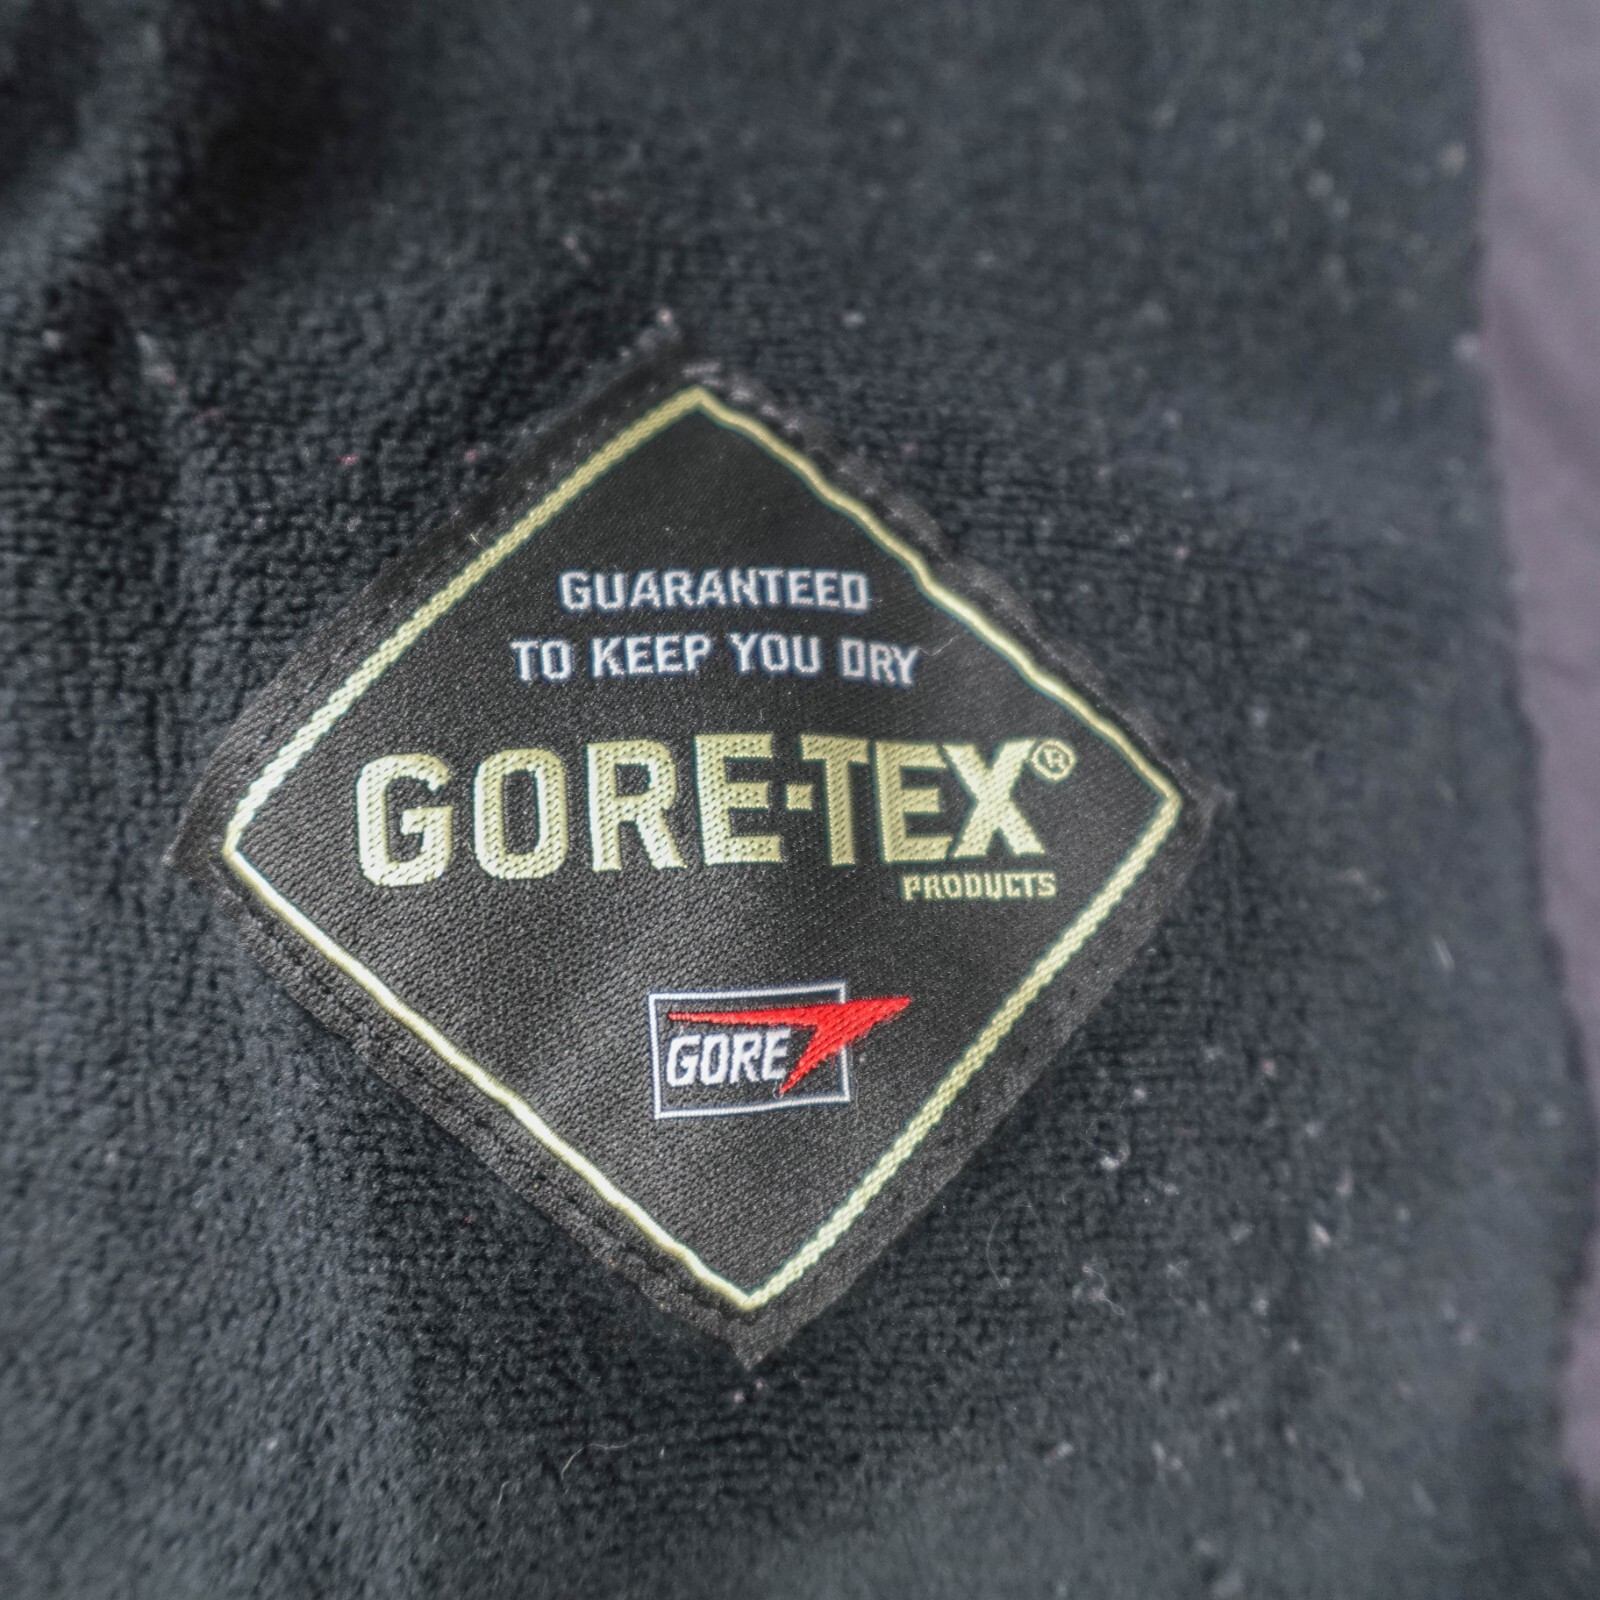 GUARANTEED
TO KEEP YOU DRY
GORE-TEX®
PRODUCTS
GORE